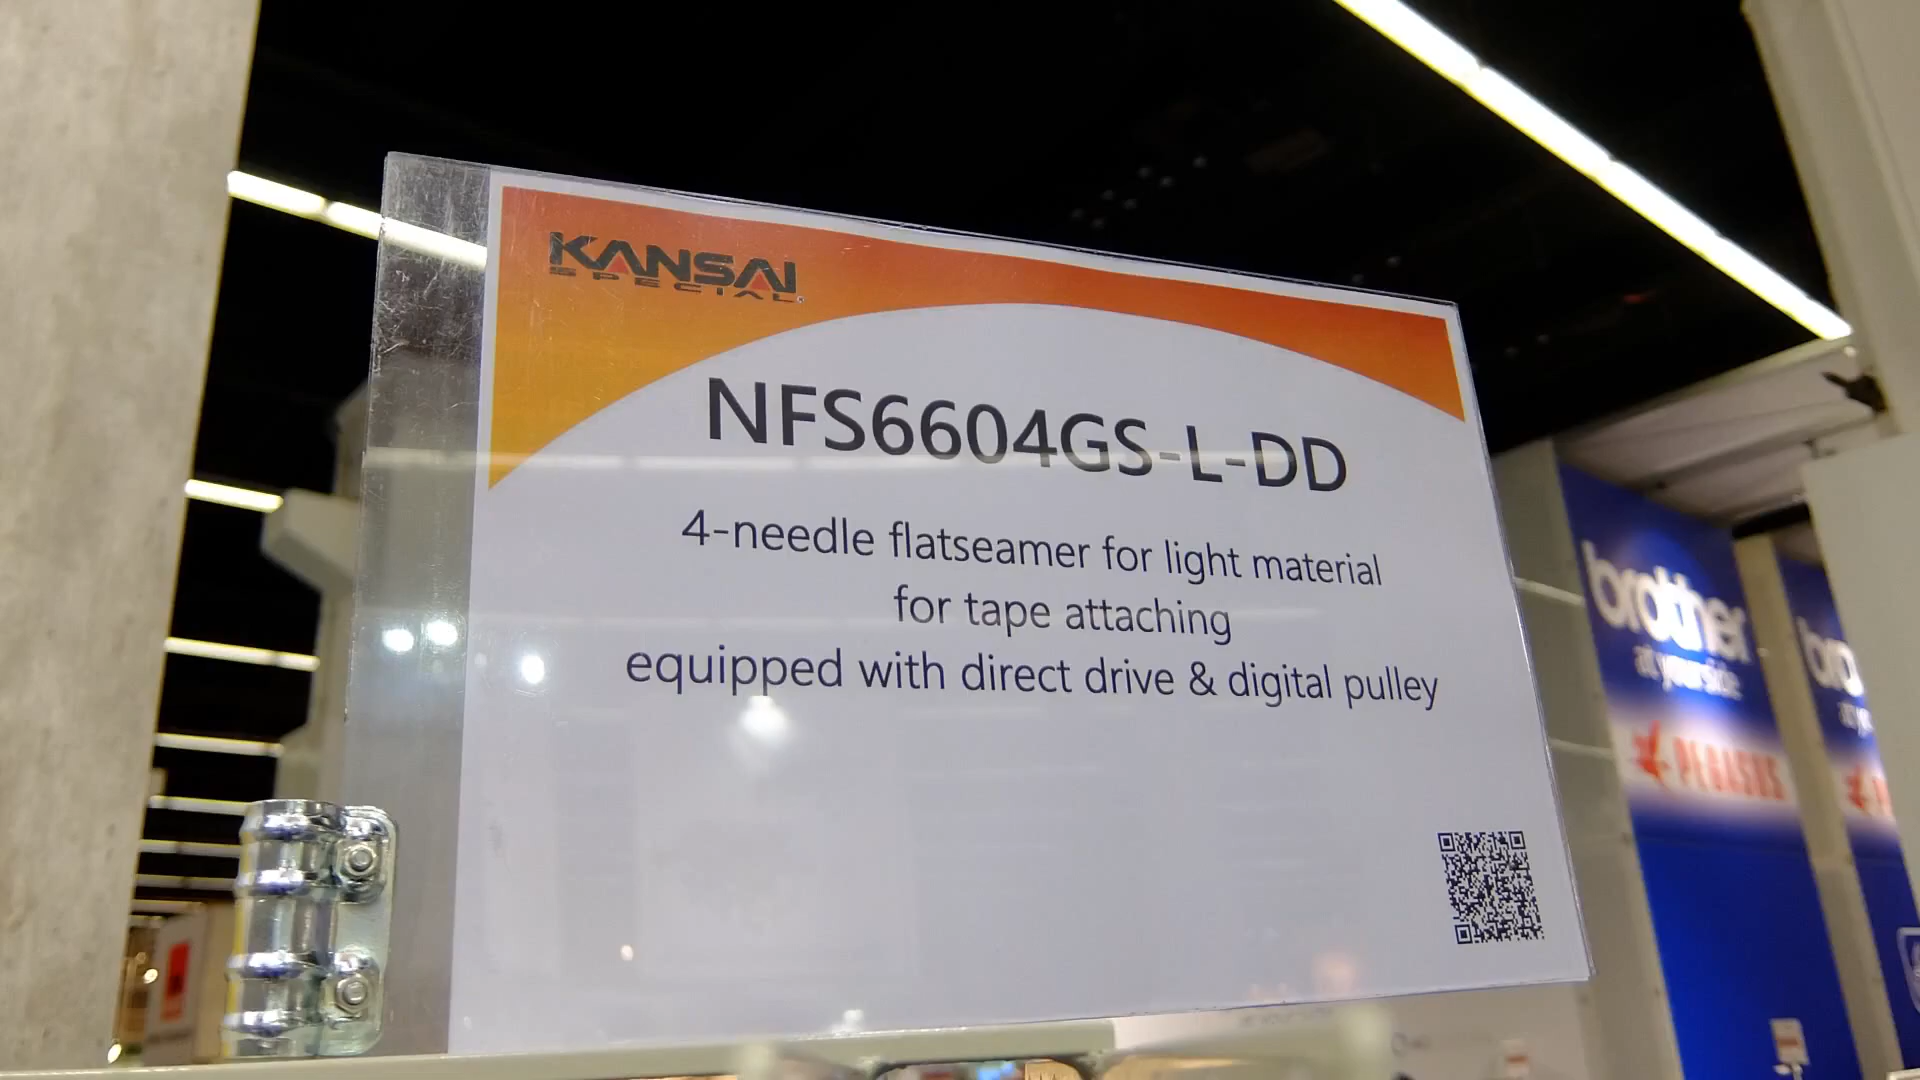 KANSAI
SPECIAL
NFS6604GS-L-DD
4-needle flatseamer for light material
for tape attaching
equipped with direct drive & digital pulley
brother
at your side
PEGASUS